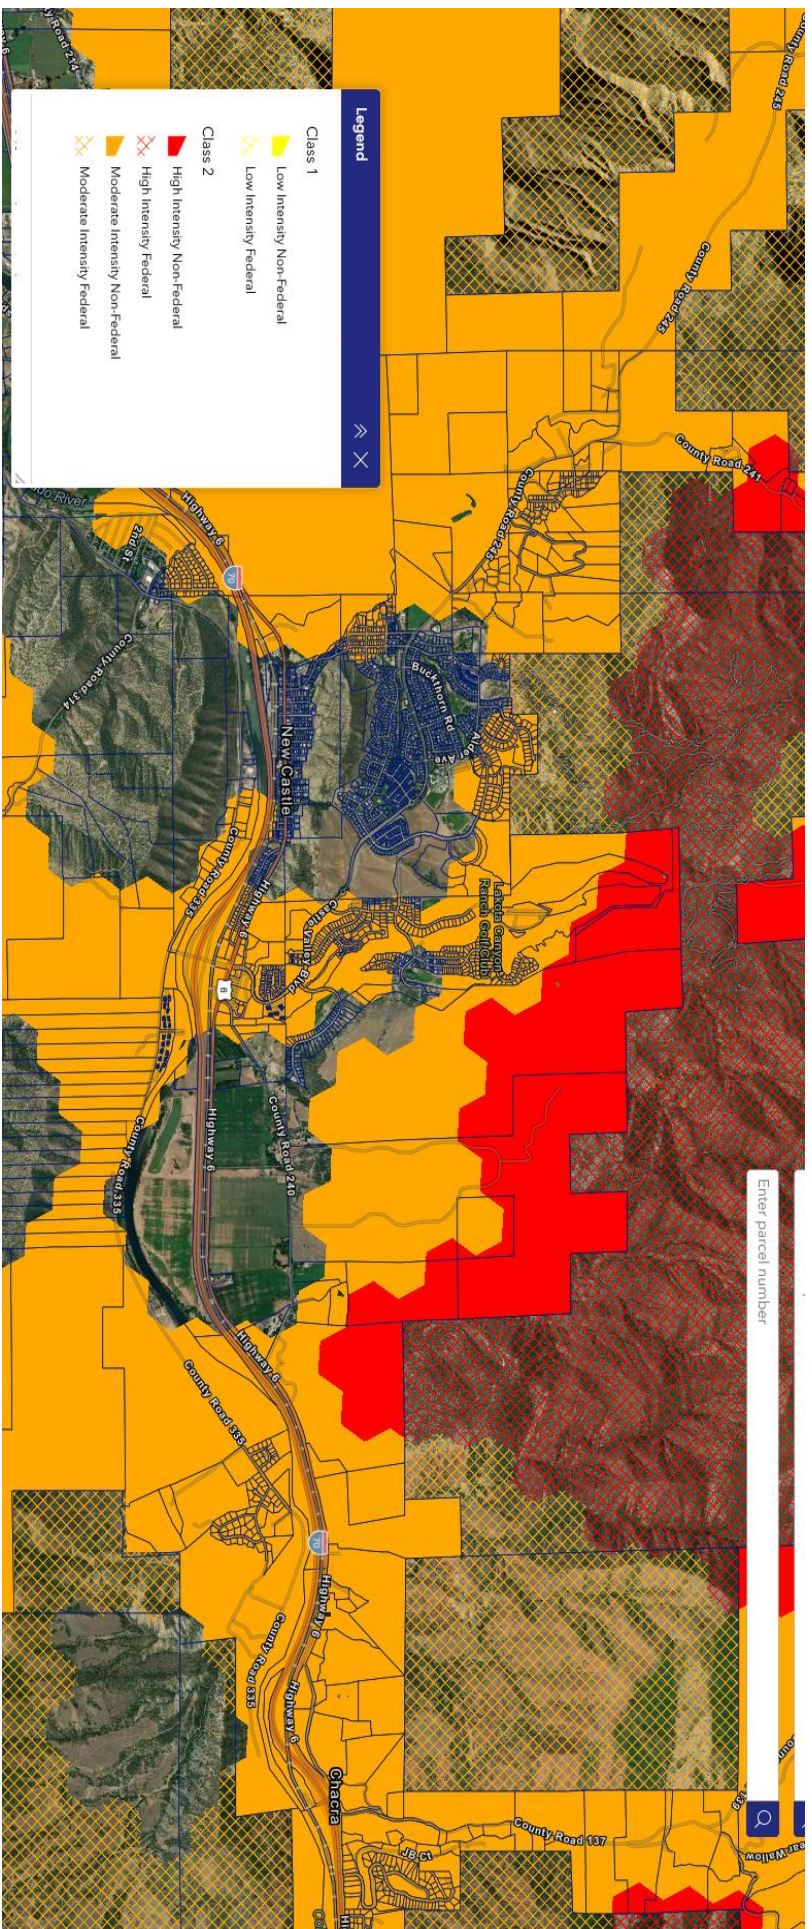 Legend
Class 1
Low Intensity Non-Federal
Low Intensity Federal
Class 2
High Intensity Non-Federal
High Intensity Federal
Moderate Intensity Non-Federal
Moderate Intensity Federal
Enter parcel number
County Road 245
County Road 245
County Road 245
County Road 241
Buckthorn Rd
Alder Ave
New Castle
Highway 6
70
2nd St
County Road 314
County Road 335
Highway 6
Castle Valley Blvd
Lakota Canyon
Ranch Golf Club
6
County Road 240
Highway 6
County Road 335
Highway 6
County Road 335
70
Highway 6
County Road 335
Highway 6
Chacra
JB Ct
County Road 137
139
River